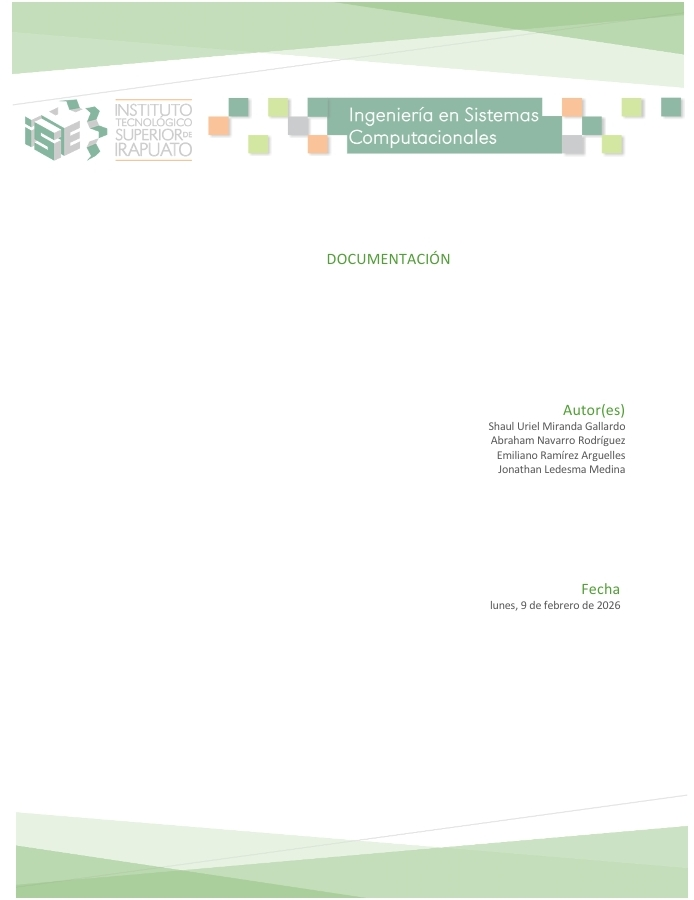 INSTITUTO
TECNOLÓGICO
SUPERIOR DE
IRAPUATO
Ingeniería en Sistemas
Computacionales
DOCUMENTACIÓN
Autor(es)
Shaul Uriel Miranda Gallardo
Abraham Navarro Rodríguez
Emiliano Ramírez Arguelles
Jonathan Ledesma Medina
Fecha
lunes, 9 de febrero de 2026